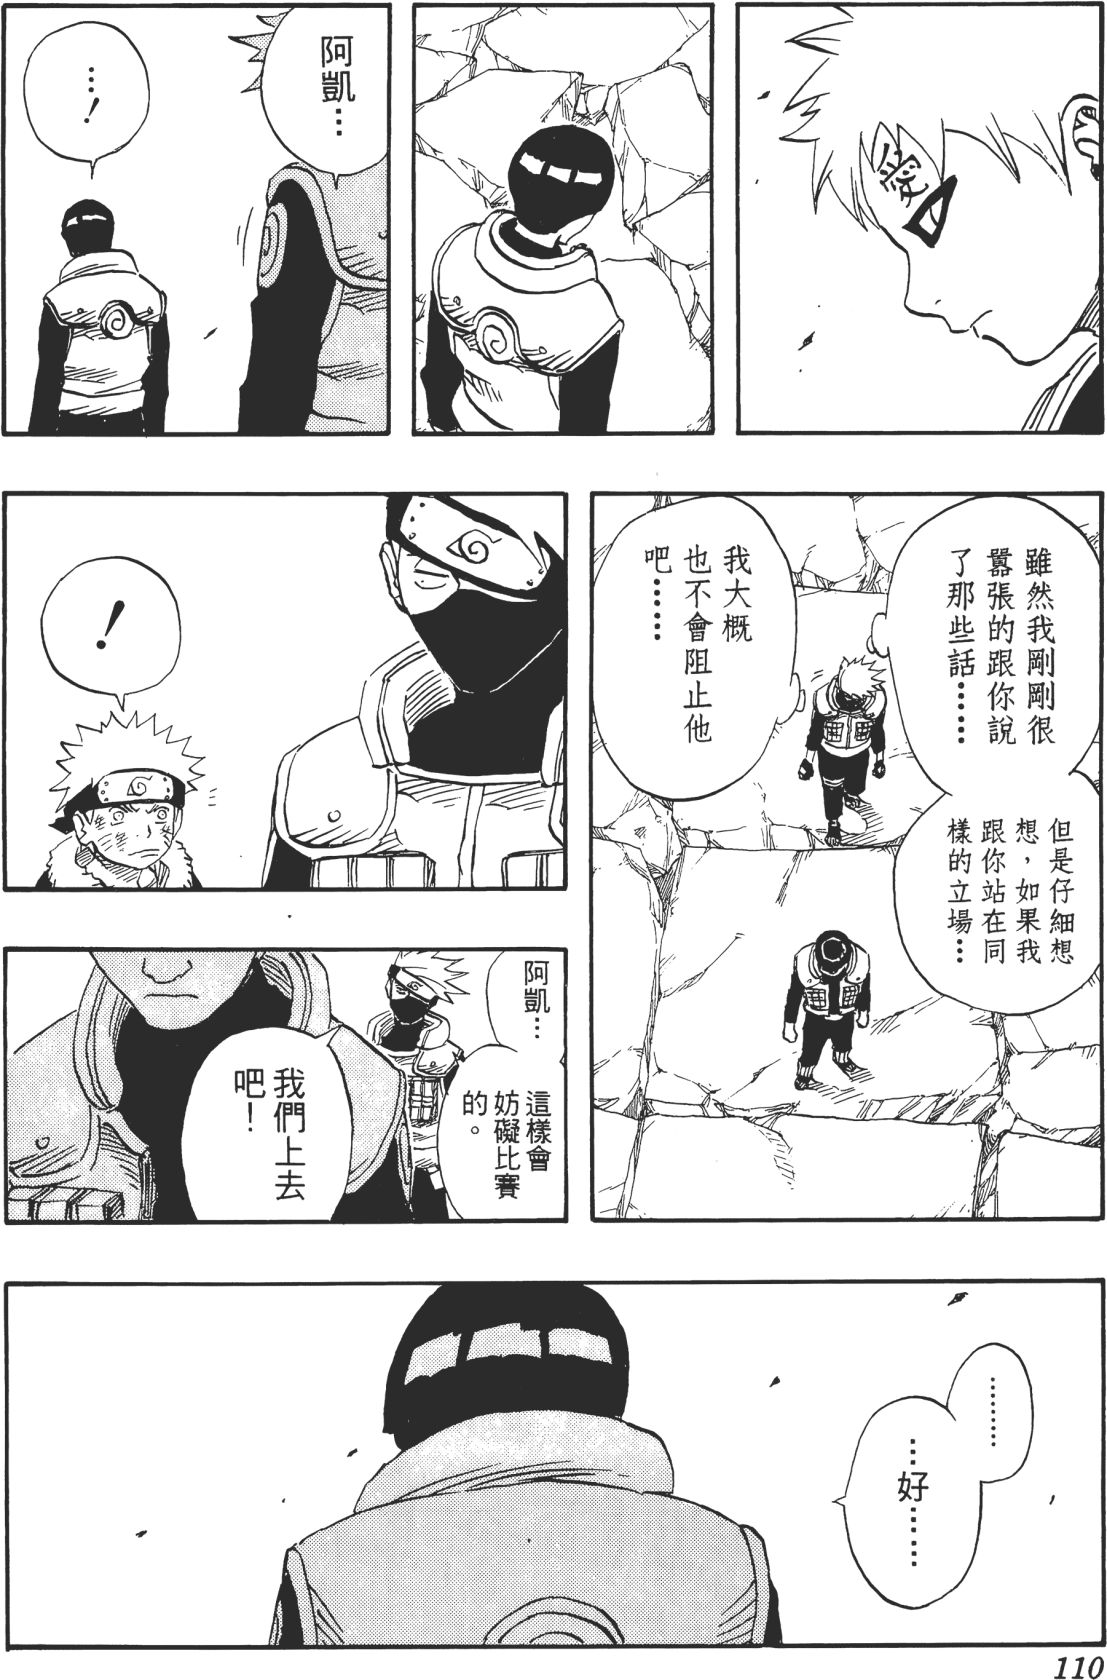 愛
阿凱…
…！
雖然我剛剛很
囂張的跟你說
了那些話……
但是仔細想
想，如果我
跟你站在同
樣的立場…
我大概
也不會阻止他
吧……
！
阿凱…
這樣會
妨礙比賽
的。
我們上去
吧！
………
…好……
110